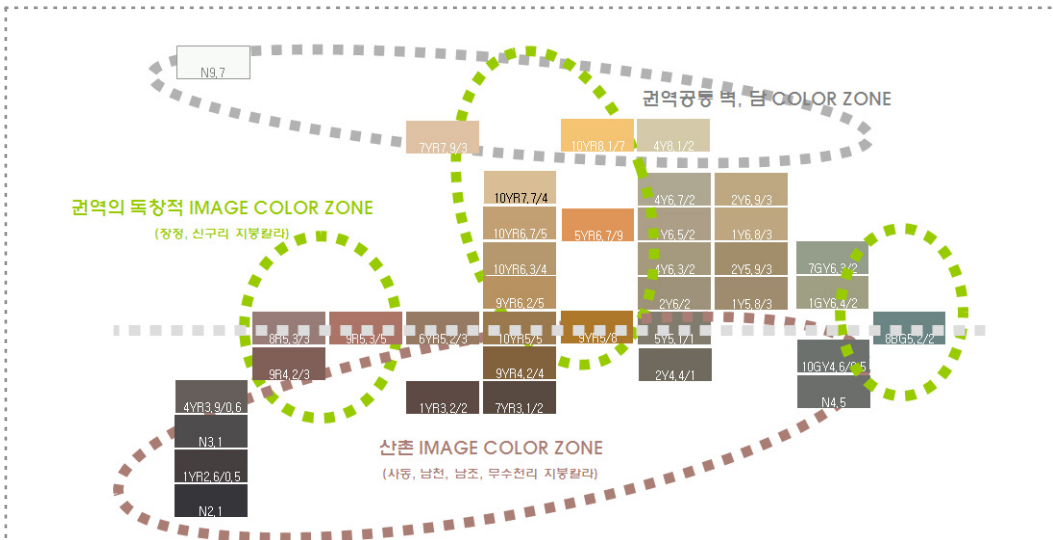 N9,7
권역공통 벽, 담 COLOR ZONE
7YR7,9/3
10YR8,1/7
4Y8,1/2
10YR7,7/4
4Y6,7/2
2Y6,9/3
권역의 독창적 IMAGE COLOR ZONE
(장정, 신구리 지붕칼라)
10YR6,7/5
5YR6,7/9
Y6,5/2
1Y6,8/3
10YR6,3/4
4Y6,3/2
2Y5,9/3
7GY6,3/2
9YR6,2/5
2Y6/2
1Y5,8/3
1GY6,4/2
8R5,3/3
9R5,3/5
6YR5,2/3
10YR5/5
9YR5/8
5Y5,1/1
8BG5,2/2
9R4,2/3
9YR4,2/4
2Y4,4/1
10GY4,6/0,5
4YR3,9/0,6
1YR3,2/2
7YR3,1/2
N4,5
N3,1
산촌 IMAGE COLOR ZONE
(사동, 남천, 남조, 무수천리 지붕칼라)
1YR2,6/0,5
N2,1